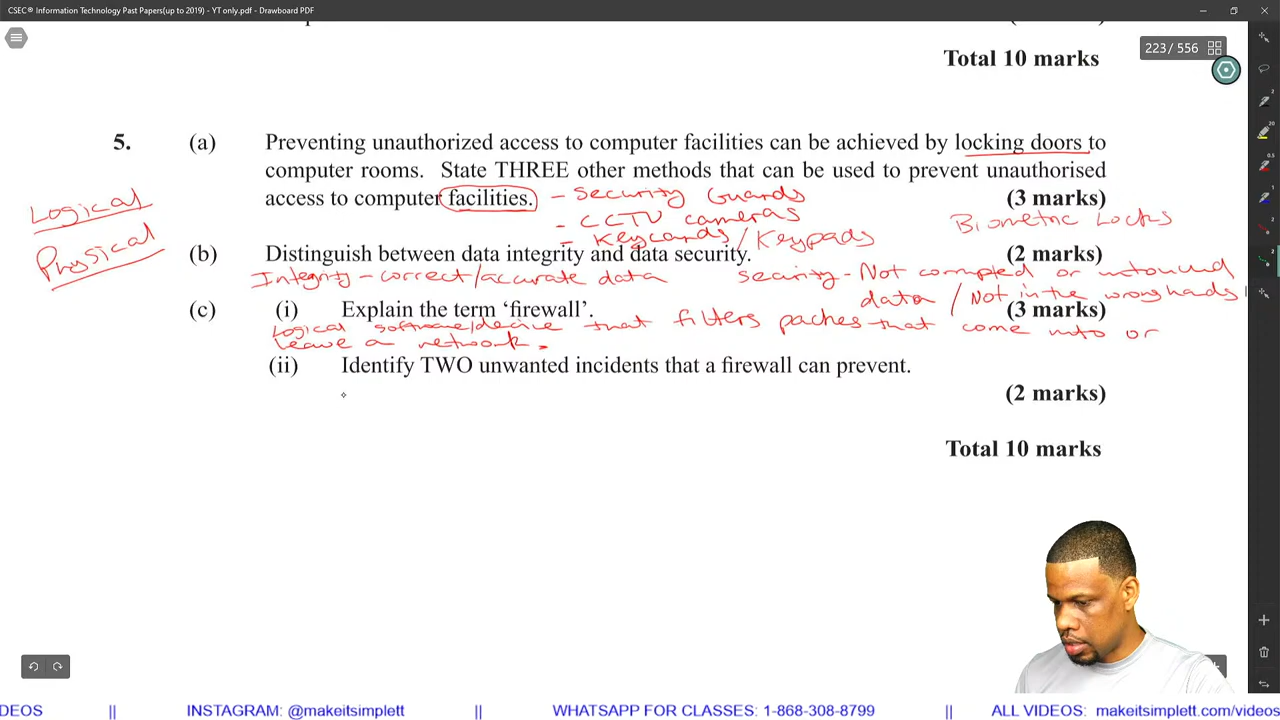 CSEC® Information Technology Past Papers(up to 2019) - YT only.pdf - Drawboard PDF
223 / 556
Total 10 marks
5. (a) Preventing unauthorized access to computer facilities can be achieved by locking doors to
computer rooms. State THREE other methods that can be used to prevent unauthorised
access to computer facilities. - Security Guards (3 marks)
Logical
- CCTV cameras Biometric Locks
- Keycards/Keypads
Physical
(b) Distinguish between data integrity and data security. (2 marks)
Integrity - correct/accurate data security - Not corrupted or
data / Not in the wrong hands
(c) (i) Explain the term ‘firewall’. (3 marks)
Logical software/device that filters that come into or
leave a network.
(ii) Identify TWO unwanted incidents that a firewall can prevent.
(2 marks)
Total 10 marks
IDEOS || INSTAGRAM: @makeitsimplett || WHATSAPP FOR CLASSES: 1-868-308-8799 || ALL VIDEOS: makeitsimplett.com/videos